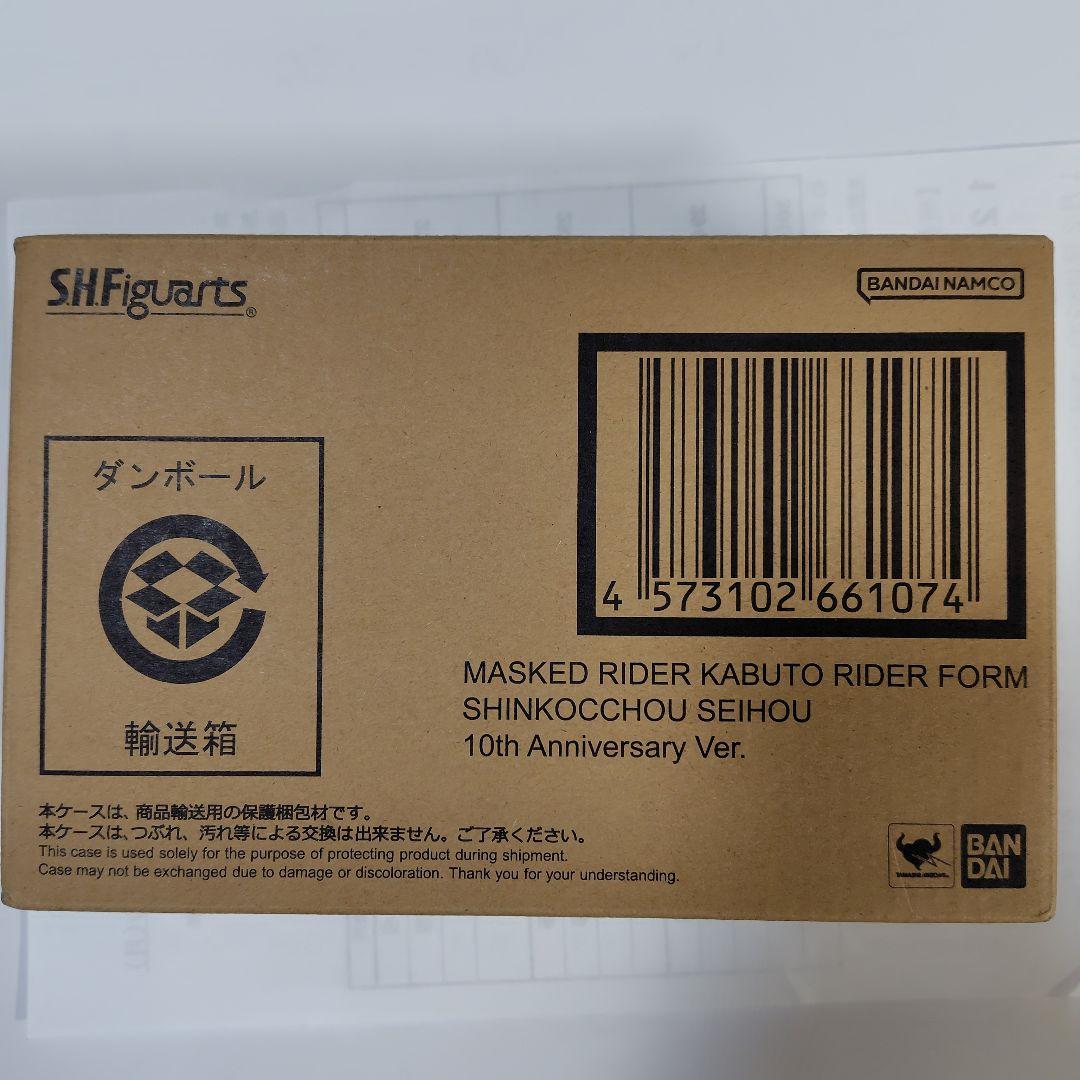 S.H.Figuarts®
BANDAI NAMCO
ダンボール
輸送箱
4 573102 661074
MASKED RIDER KABUTO RIDER FORM
SHINKOCCHOU SEIHOU
10th Anniversary Ver.
本ケースは、商品輸送用の保護梱包材です。
本ケースは、つぶれ、汚れ等による交換は出来ません。ご了承ください。
This case is used solely for the purpose of protecting product during shipment.
Case may not be exchanged due to damage or discoloration. Thank you for your understanding.
BAN
DAI